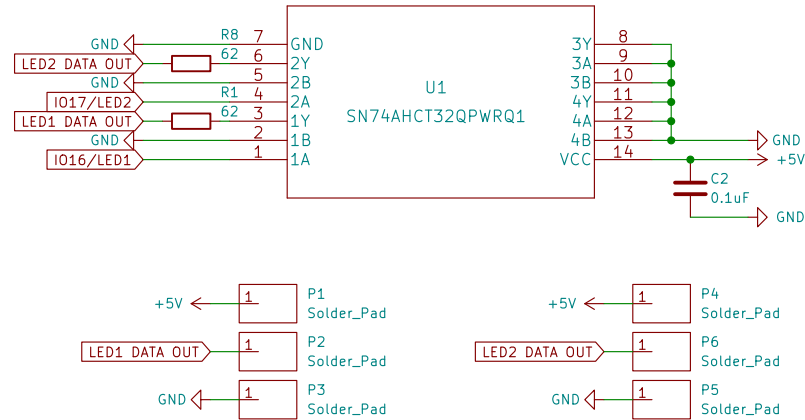 R8
GND 7 GND
LED2 DATA OUT 62 6 2Y
GND 5 2B
IO17/LED2 R1 4 2A
LED1 DATA OUT 62 3 1Y
GND 2 1B
IO16/LED1 1 1A
U1
SN74AHCT32QPWRQ1
3Y 8
3A 9
3B 10
4Y 11
4A 12
4B 13 GND
VCC 14 +5V
C2
0.1uF
GND
+5V 1 P1
Solder_Pad
LED1 DATA OUT 1 P2
Solder_Pad
GND 1 P3
Solder_Pad
+5V 1 P4
Solder_Pad
LED2 DATA OUT 1 P6
Solder_Pad
GND 1 P5
Solder_Pad